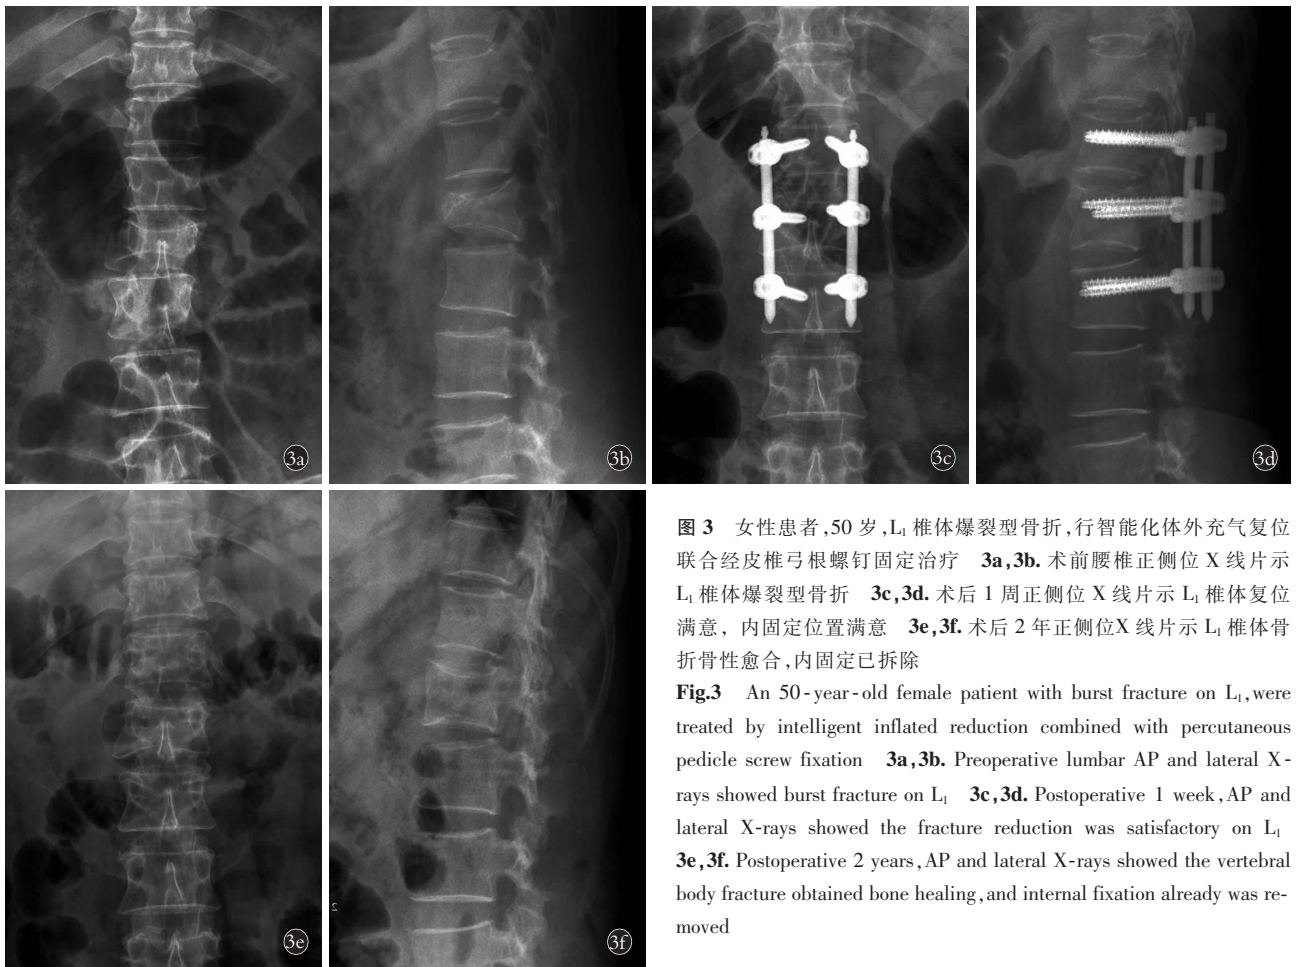 3a
3b
3c
3d
3e
3f
图 3 女性患者,50 岁,L₁ 椎体爆裂型骨折,行智能化体外充气复位
联合经皮椎弓根螺钉固定治疗 3a,3b. 术前腰椎正侧位 X 线片示
L₁ 椎体爆裂型骨折 3c,3d. 术后 1 周正侧位 X 线片示 L₁ 椎体复位
满意, 内固定位置满意 3e,3f. 术后 2 年正侧位X 线片示 L₁ 椎体骨
折骨性愈合,内固定已拆除
Fig.3 An 50-year-old female patient with burst fracture on L₁,were
treated by intelligent inflated reduction combined with percutaneous
pedicle screw fixation 3a,3b. Preoperative lumbar AP and lateral X-
rays showed burst fracture on L₁ 3c,3d. Postoperative 1 week,AP and
lateral X-rays showed the fracture reduction was satisfactory on L₁
3e,3f. Postoperative 2 years,AP and lateral X-rays showed the vertebral
body fracture obtained bone healing,and internal fixation already was re-
moved